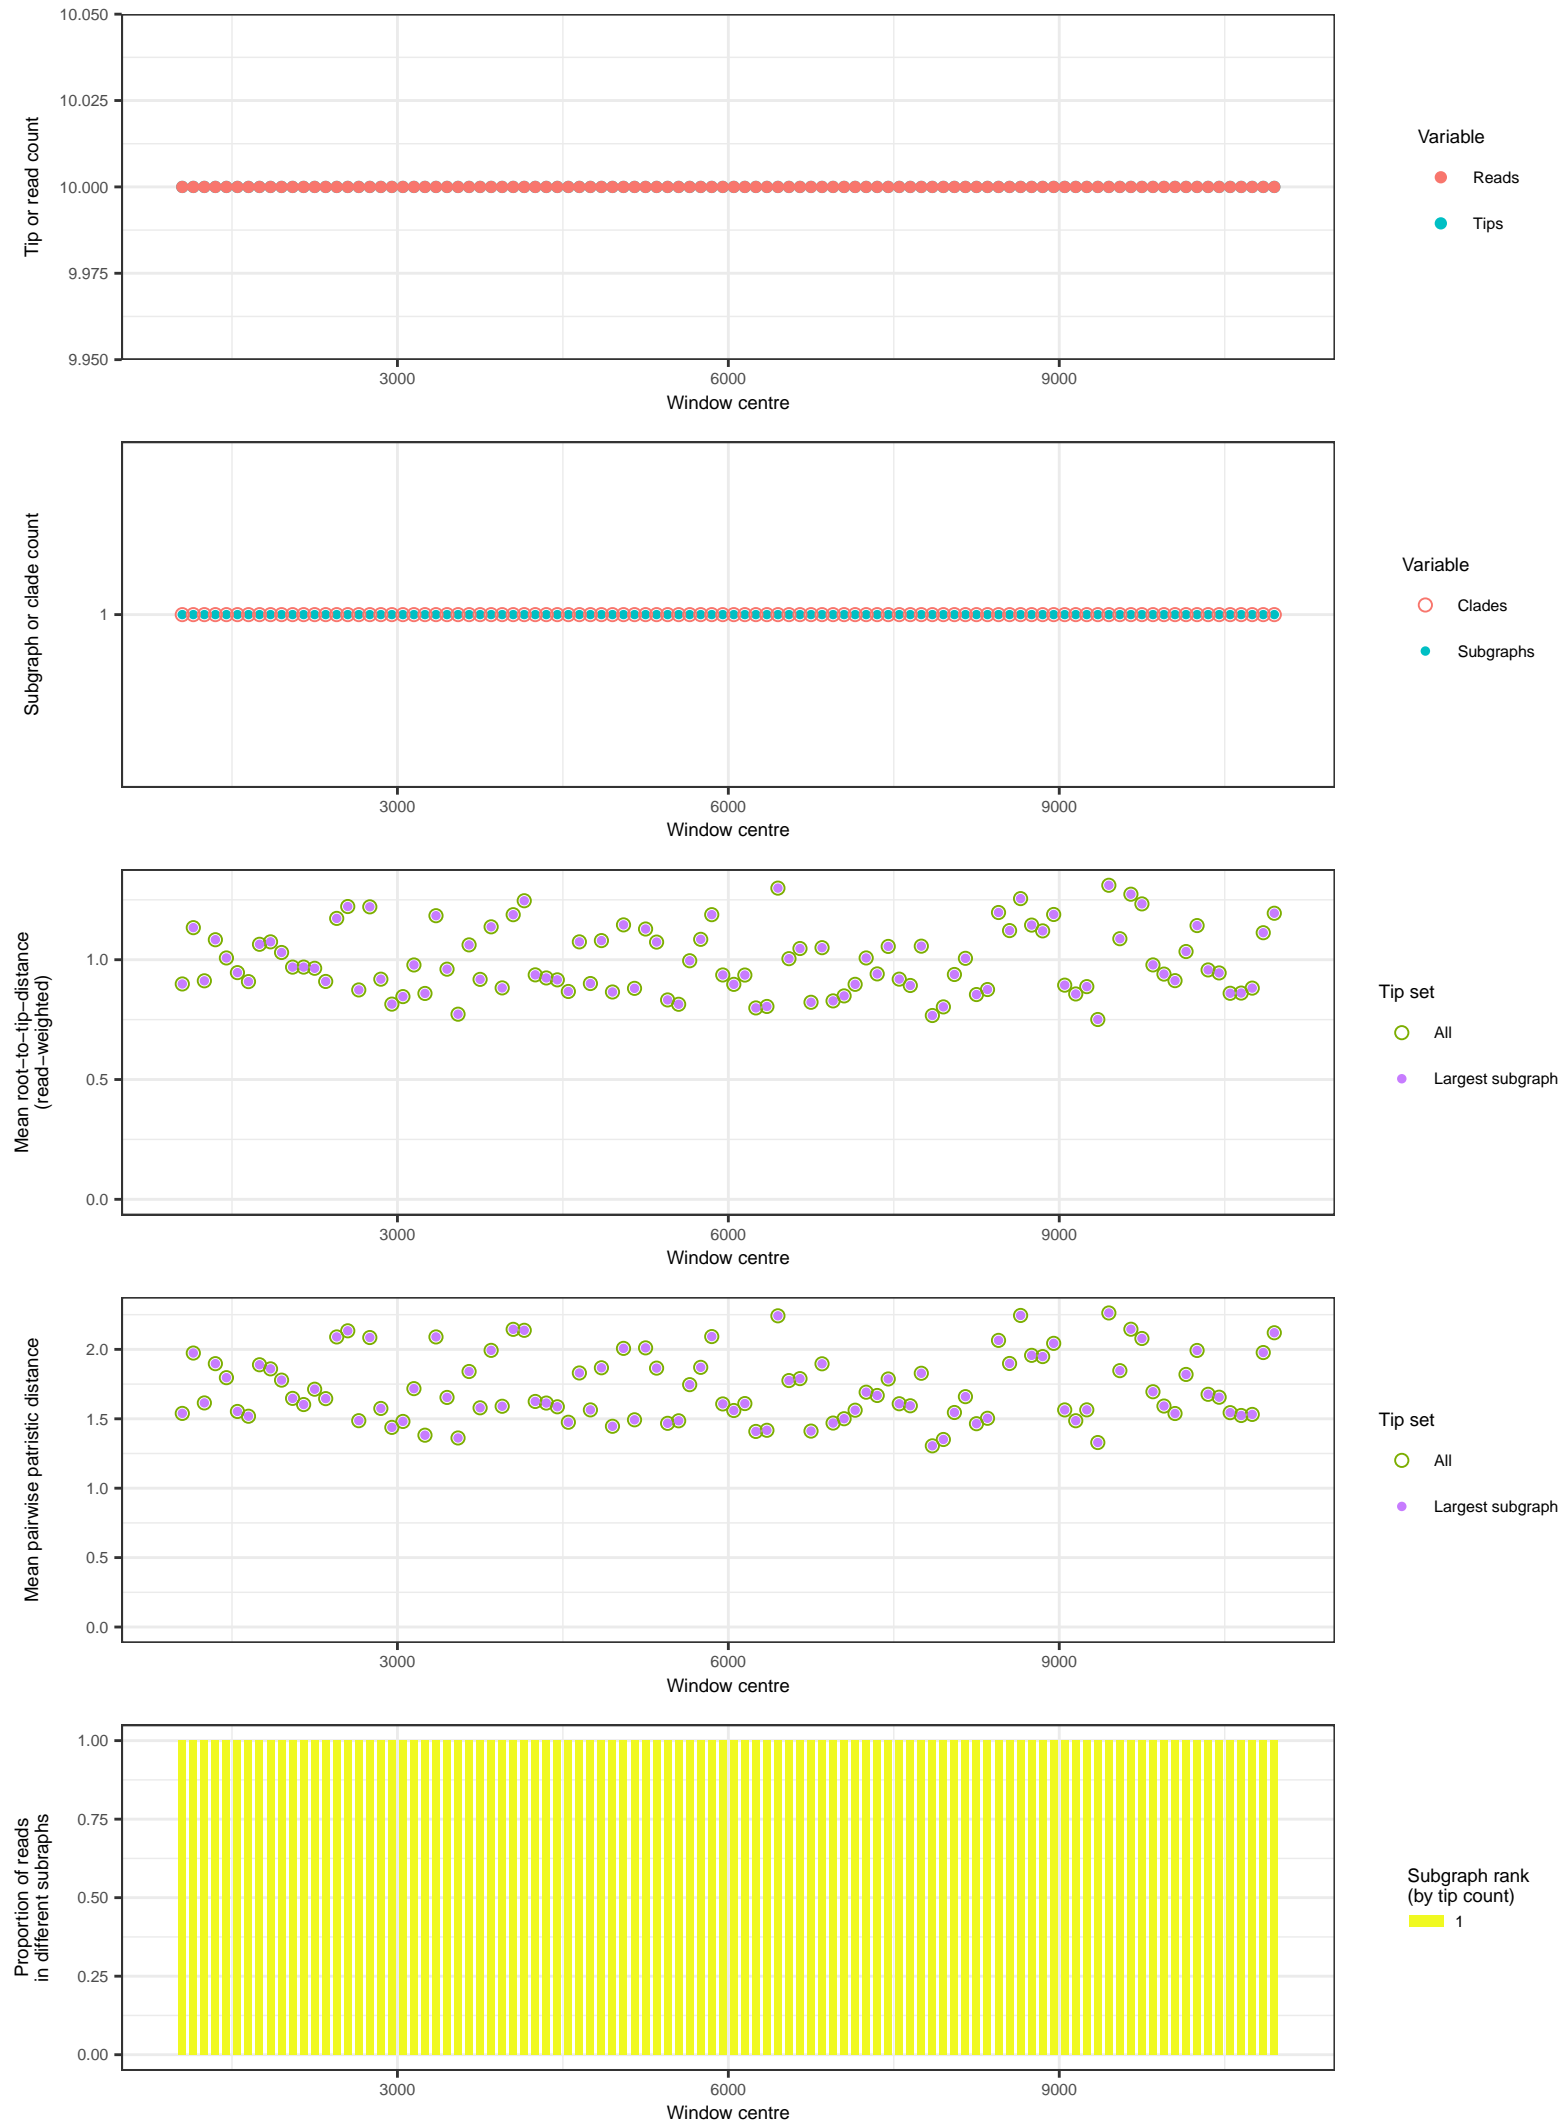 10.050
10.025
10.000
9.975
9.950
Tip or read count
3000
6000
9000
Window centre
Variable
Reads
Tips
1
Subgraph or clade count
3000
6000
9000
Window centre
Variable
Clades
Subgraphs
1.0
0.5
0.0
Mean root−to−tip−distance
(read−weighted)
3000
6000
9000
Window centre
Tip set
All
Largest subgraph
2.0
1.5
1.0
0.5
0.0
Mean pairwise patristic distance
3000
6000
9000
Window centre
Tip set
All
Largest subgraph
1.00
0.75
0.50
0.25
0.00
Proportion of reads
in different subraphs
3000
6000
9000
Window centre
Subgraph rank
(by tip count)
1